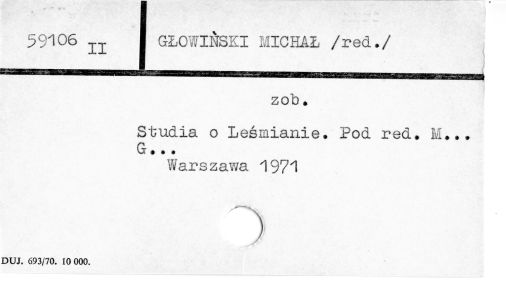 59106 II
GŁOWIŃSKI MICHAŁ /red./
zob.
Studia o Leśmianie. Pod red. M...
G...
Warszawa 1971
DUJ. 693/70. 10 000.